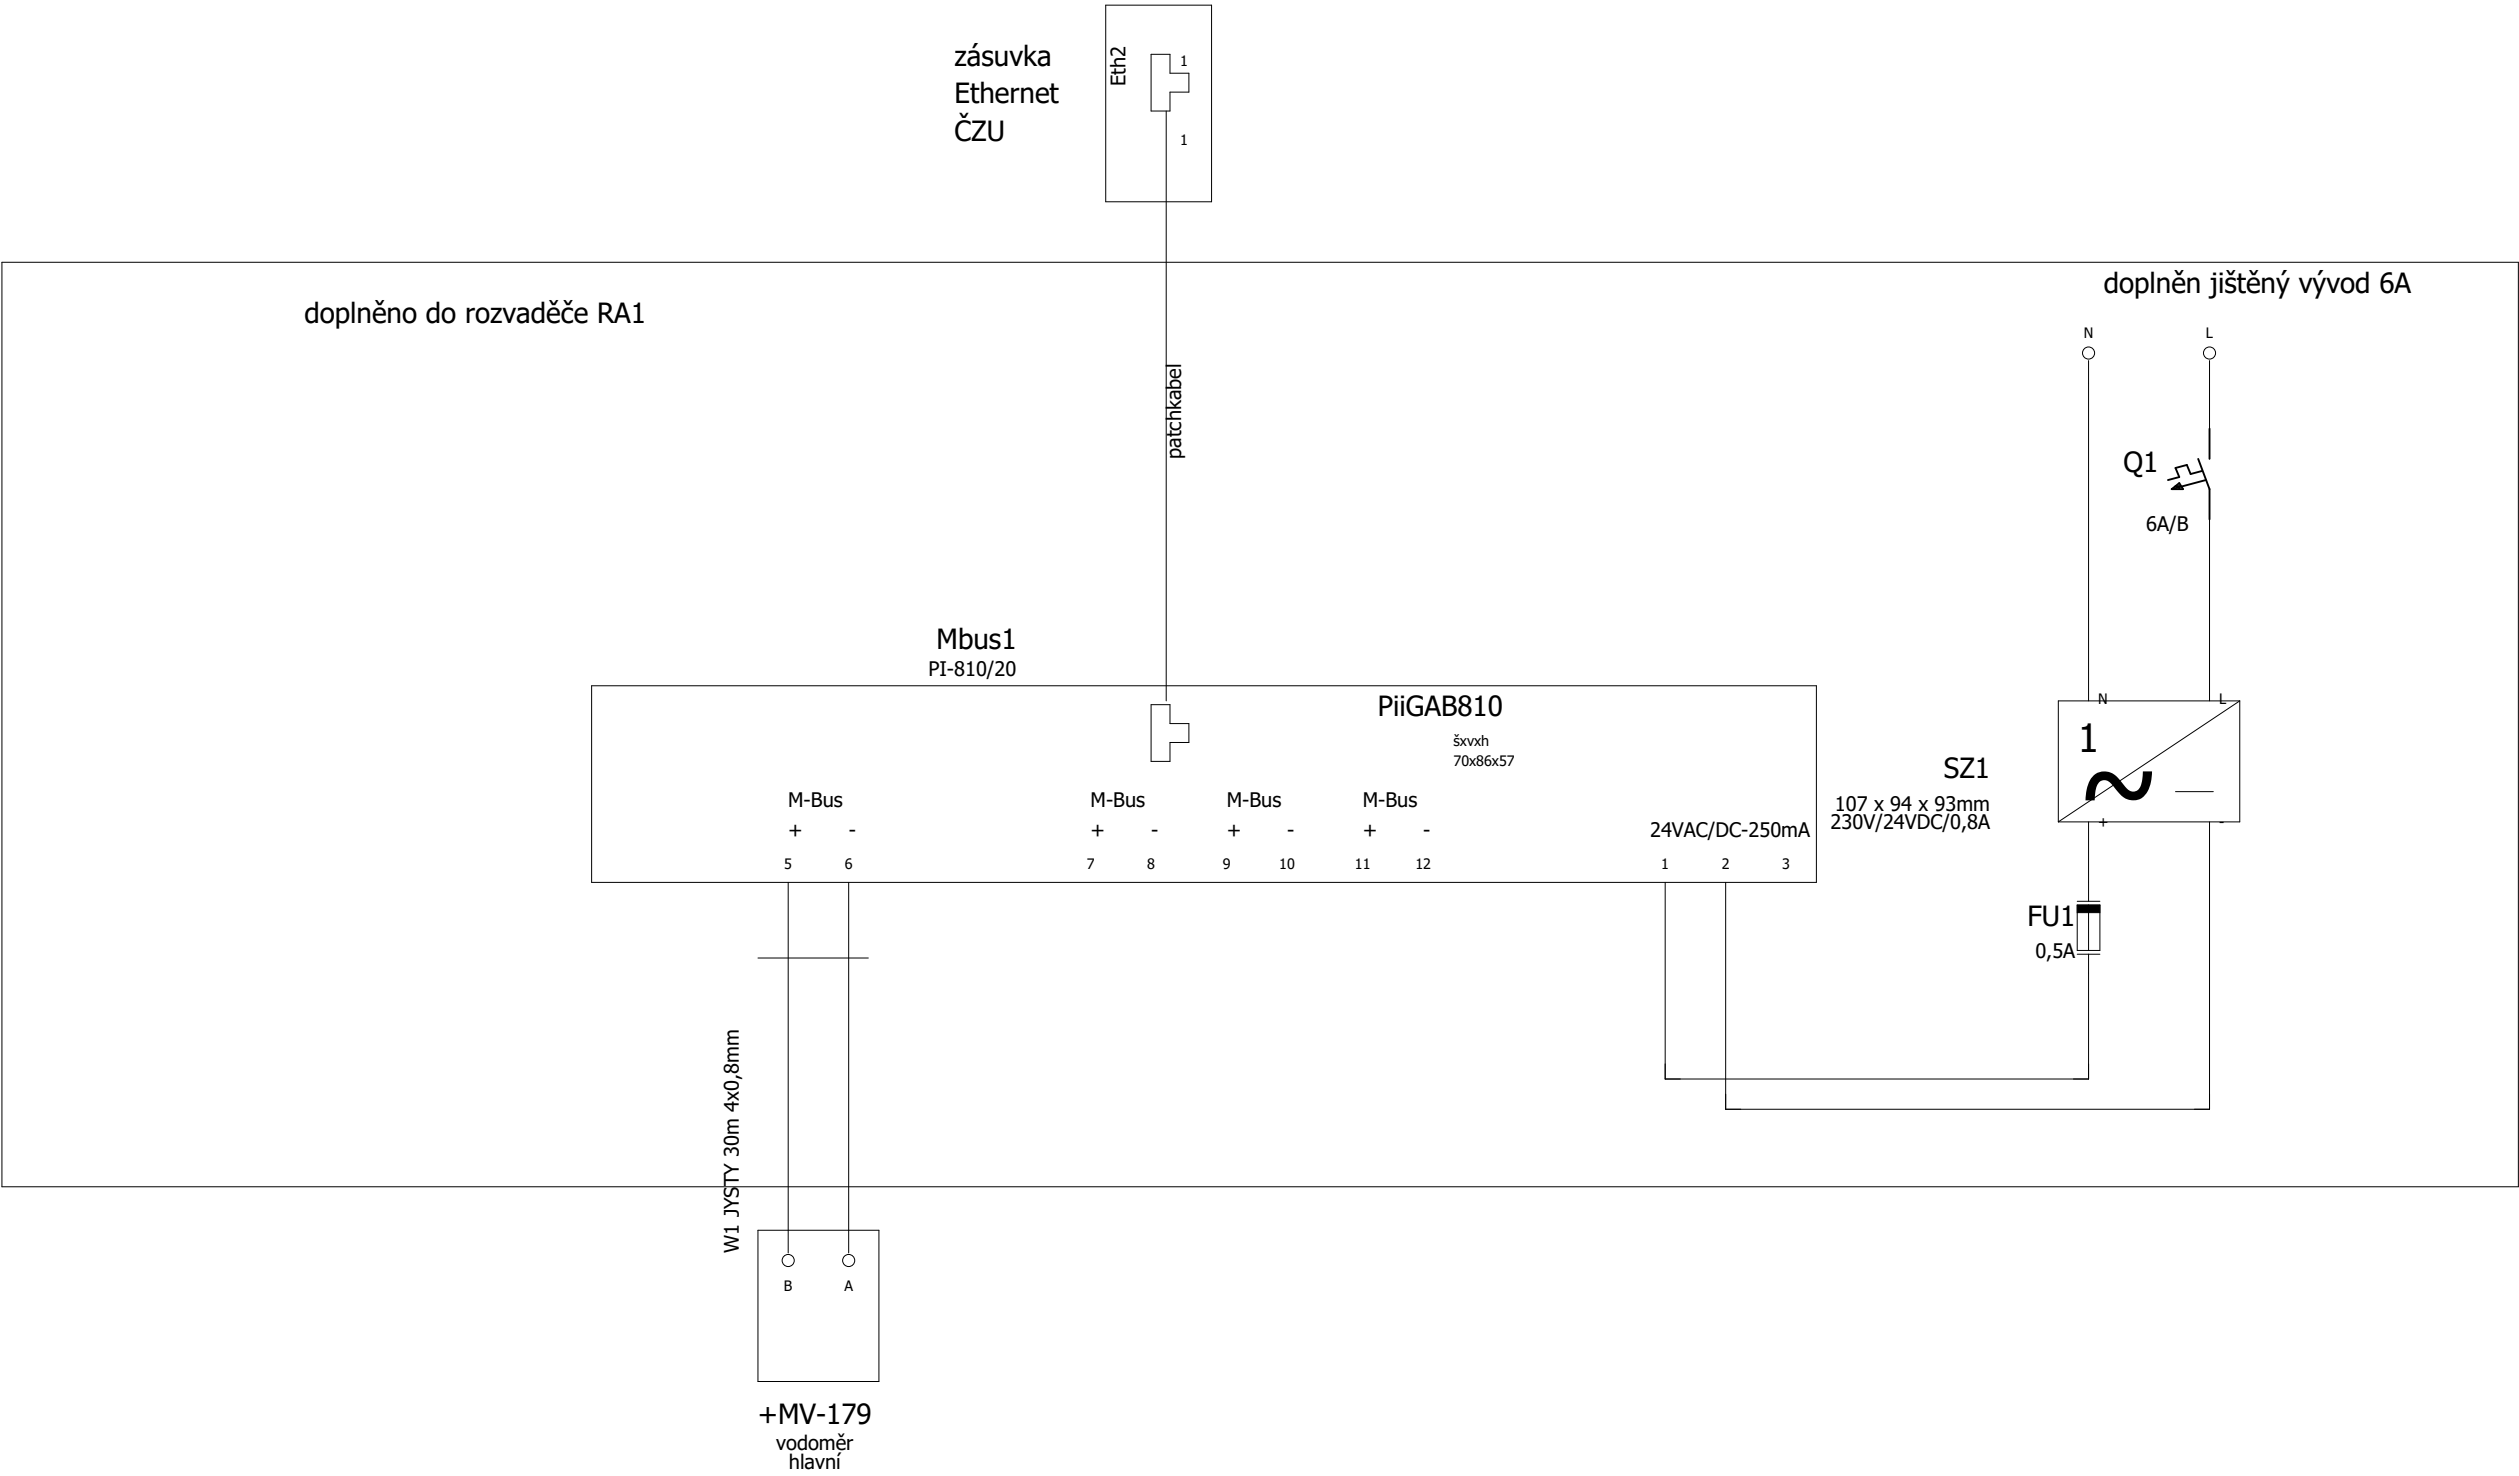 zásuvka
Ethernet
ČZU
Eth2
1
1
doplněno do rozvaděče RA1
doplněn jištěný vývod 6A
N
L
patchkabel
Q1
6A/B
Mbus1
PI-810/20
PiiGAB810
šxvxh
70x86x57
M-Bus
M-Bus
M-Bus
M-Bus
+ -
+ -
+ -
+ -
24VAC/DC-250mA
5 6
7 8
9 10
11 12
1 2 3
SZ1
107 x 94 x 93mm
230V/24VDC/0,8A
N L
1
+ -
FU1
0,5A
W1 JYSTY 30m 4x0,8mm
B A
+MV-179
vodoměr
hlavní